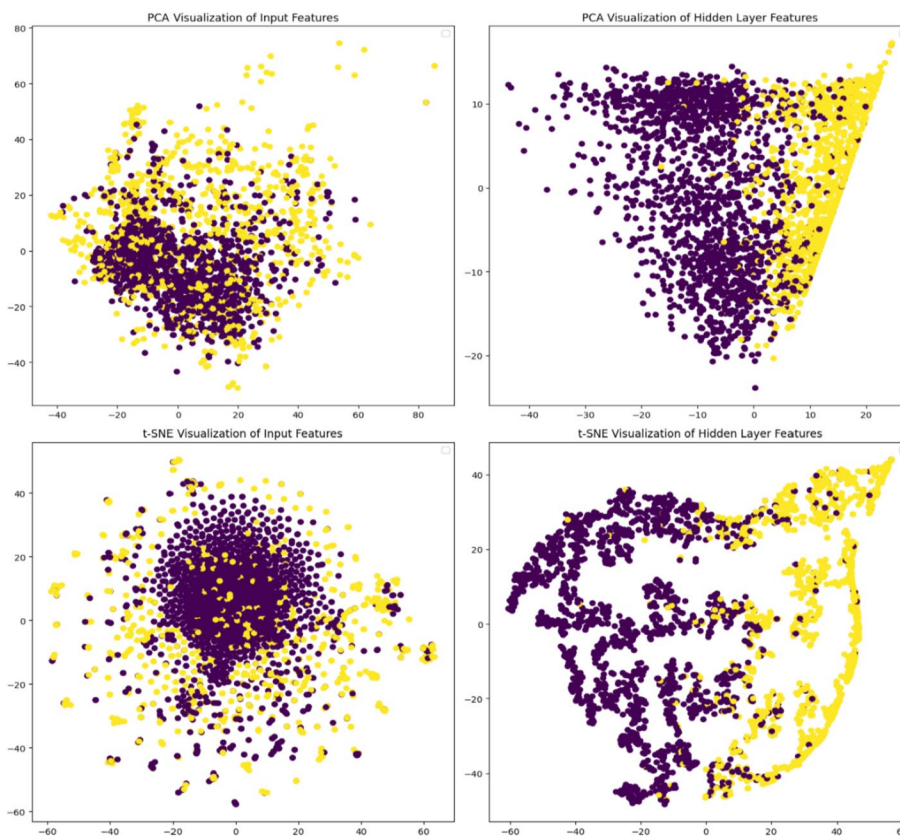 PCA Visualization of Input Features
80
60
40
20
0
−20
−40
−40 −20 0 20 40 60 80
PCA Visualization of Hidden Layer Features
10
0
−10
−20
−40 −30 −20 −10 0 10 20
t-SNE Visualization of Input Features
40
20
0
−20
−40
−60
−60 −40 −20 0 20 40 60
t-SNE Visualization of Hidden Layer Features
40
20
0
−20
−40
−60 −40 −20 0 20 40 60